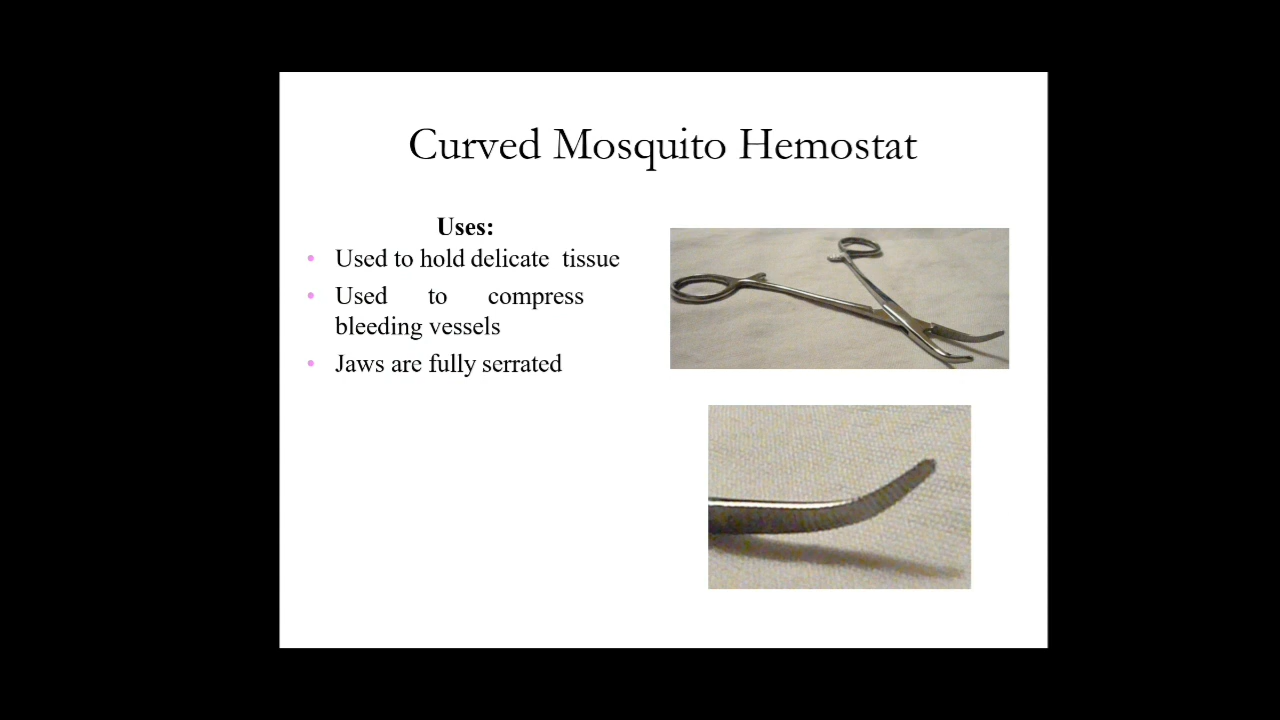 Curved Mosquito Hemostat
Uses:
• Used to hold delicate tissue
• Used to compress
bleeding vessels
• Jaws are fully serrated